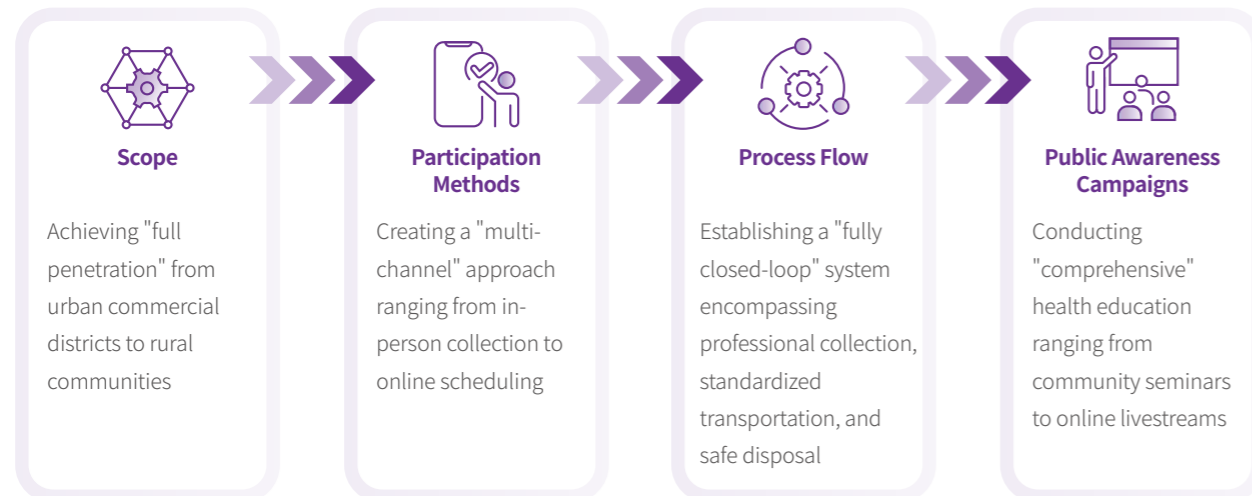 Scope
Achieving "full
penetration" from
urban commercial
districts to rural
communities
Participation
Methods
Creating a "multi-
channel" approach
ranging from in-
person collection to
online scheduling
Process Flow
Establishing a "fully
closed-loop" system
encompassing
professional collection,
standardized
transportation, and
safe disposal
Public Awareness
Campaigns
Conducting
"comprehensive"
health education
ranging from
community seminars
to online livestreams